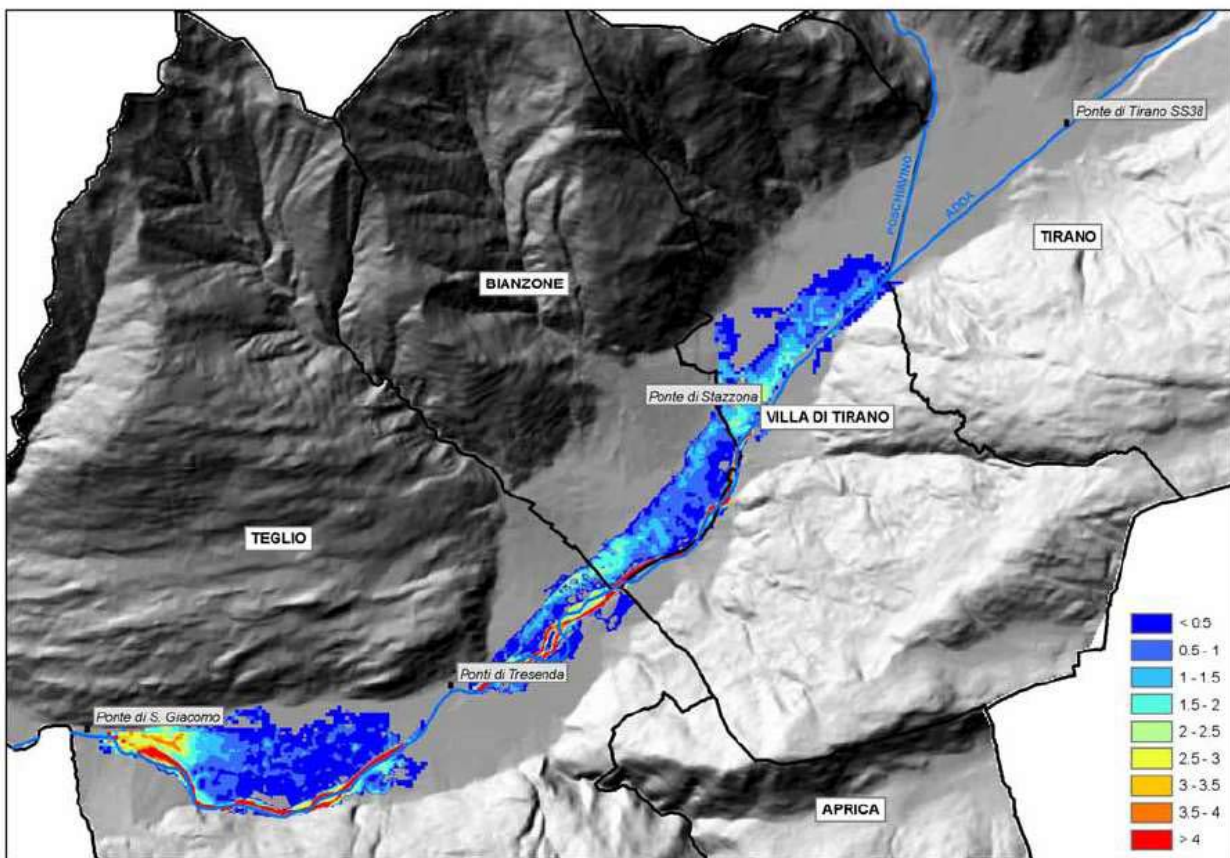 Ponte di Tirano SS38
POSCHIAVINO
ADDA
TIRANO
BIANZONE
Ponte di Stazzona
VILLA DI TIRANO
TEGLIO
Ponti di Tresenda
Ponte di S. Giacomo
APRICA
< 0.5
0.5 - 1
1 - 1.5
1.5 - 2
2 - 2.5
2.5 - 3
3 - 3.5
3.5 - 4
> 4